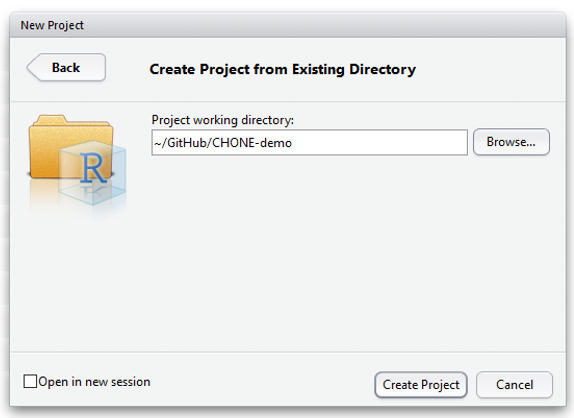 New Project
Back
Create Project from Existing Directory
Project working directory:
~/GitHub/CHONE-demo
Browse...
R
Open in new session
Create Project
Cancel